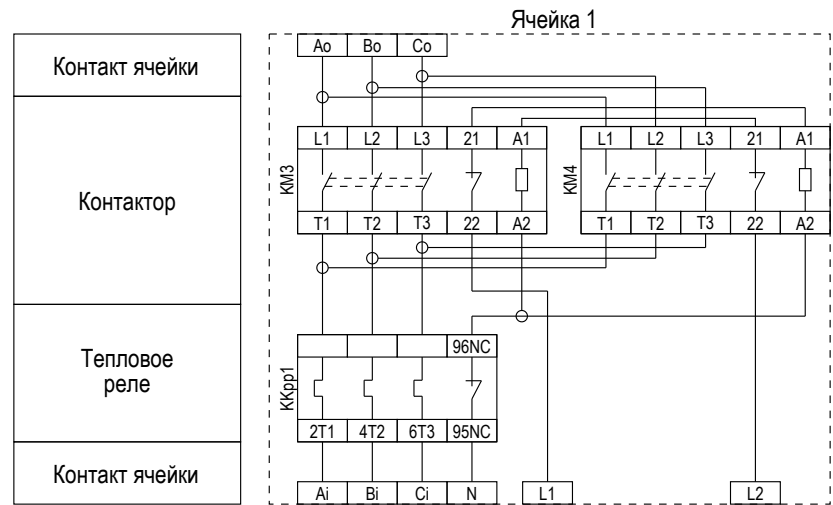 Ячейка 1
Контакт ячейки
Ao Bo Co
Контактор
KM3
L1 L2 L3 21 A1
T1 T2 T3 22 A2
KM4
L1 L2 L3 21 A1
T1 T2 T3 22 A2
Тепловое
реле
KKpp1
96NC
2T1 4T2 6T3 95NC
Контакт ячейки
Ai Bi Ci N L1 L2